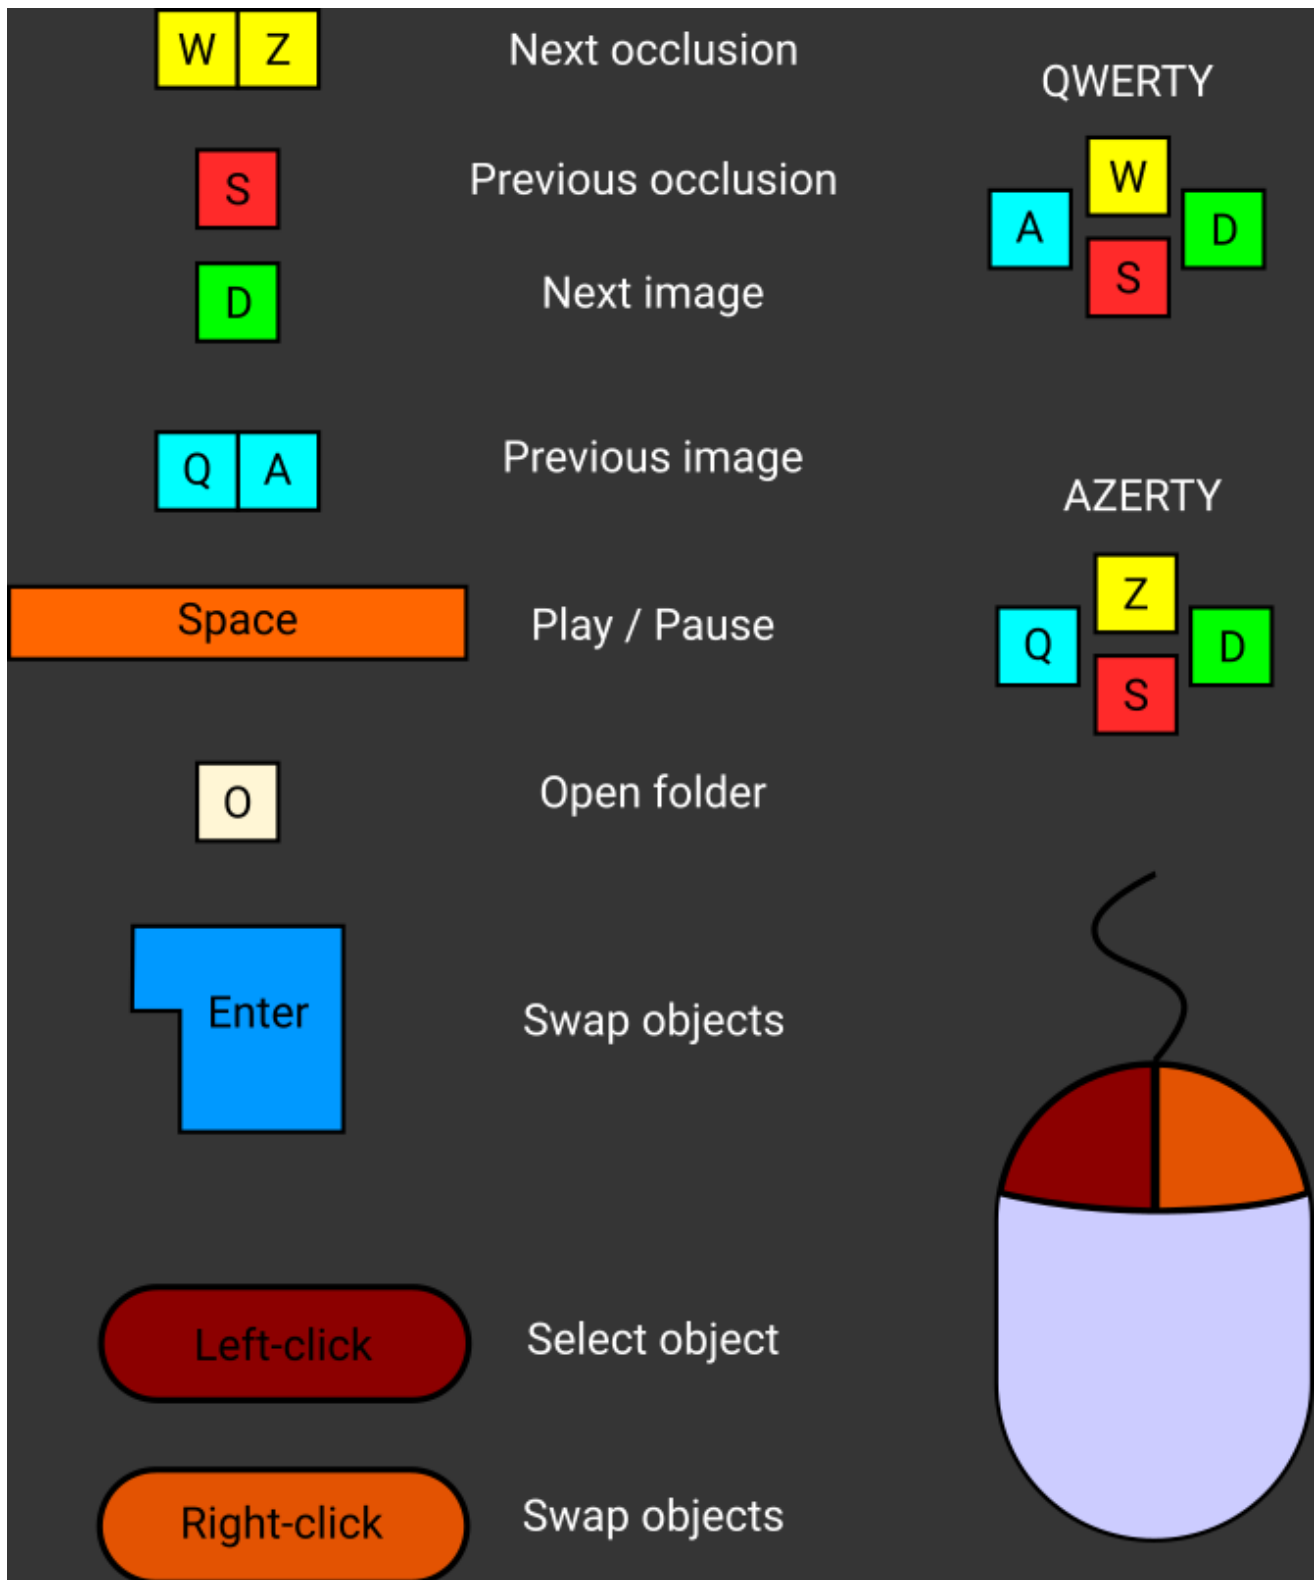 W Z Next occlusion
QWERTY
S Previous occlusion
W
A D
S
D Next image
Q A Previous image
AZERTY
Space Play / Pause
Z
Q D
S
O Open folder
Enter Swap objects
Left-click Select object
Right-click Swap objects